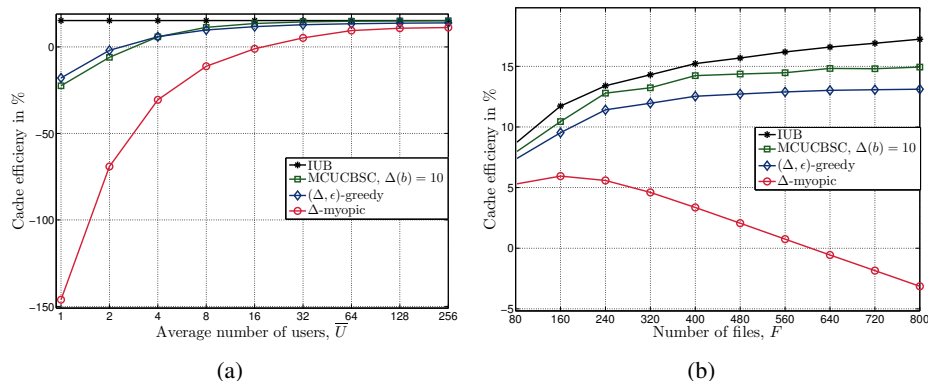 0
−50
−100
−150
Cache efficieny in %
1 2 4 8 16 32 64 128 256
Average number of users, U̅
IUB
MCUCBSC, Δ(b) = 10
(Δ, ϵ)-greedy
Δ-myopic
(a)
15
10
5
0
−5
Cache efficieny in %
80 160 240 320 400 480 560 640 720 800
Number of files, F
IUB
MCUCBSC, Δ(b) = 10
(Δ, ϵ)-greedy
Δ-myopic
(b)